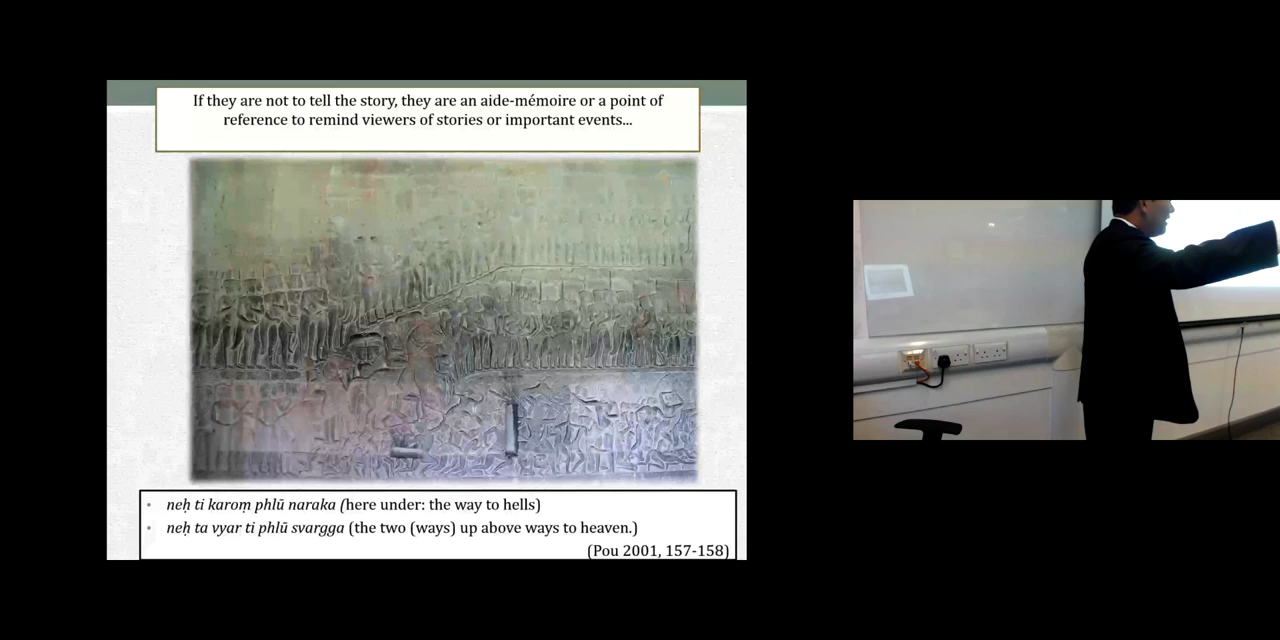 If they are not to tell the story, they are an aide-mémoire or a point of
reference to remind viewers of stories or important events...
• neḥ ti karoṃ phlū naraka (here under: the way to hells)
• neḥ ta vyar ti phlū svargga (the two (ways) up above ways to heaven.)
(Pou 2001, 157-158)